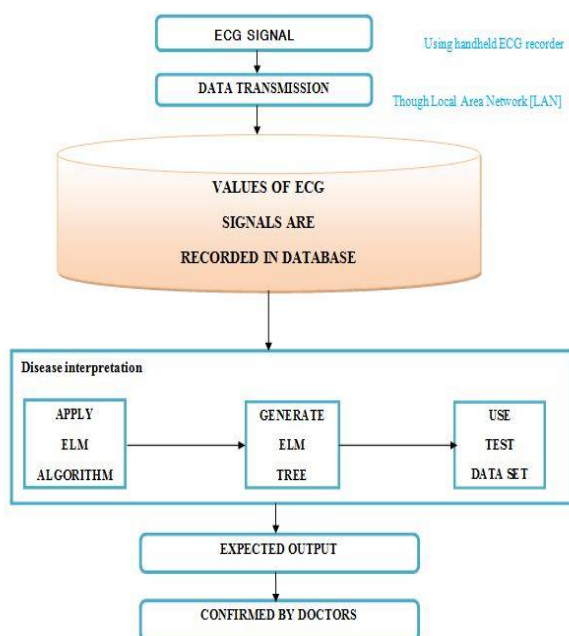 ECG SIGNAL
Using handheld ECG recorder
DATA TRANSMISSION
Though Local Area Network [LAN]
VALUES OF ECG
SIGNALS ARE
RECORDED IN DATABASE
Disease interpretation
APPLY
ELM
ALGORITHM
GENERATE
ELM
TREE
USE
TEST
DATA SET
EXPECTED OUTPUT
CONFIRMED BY DOCTORS